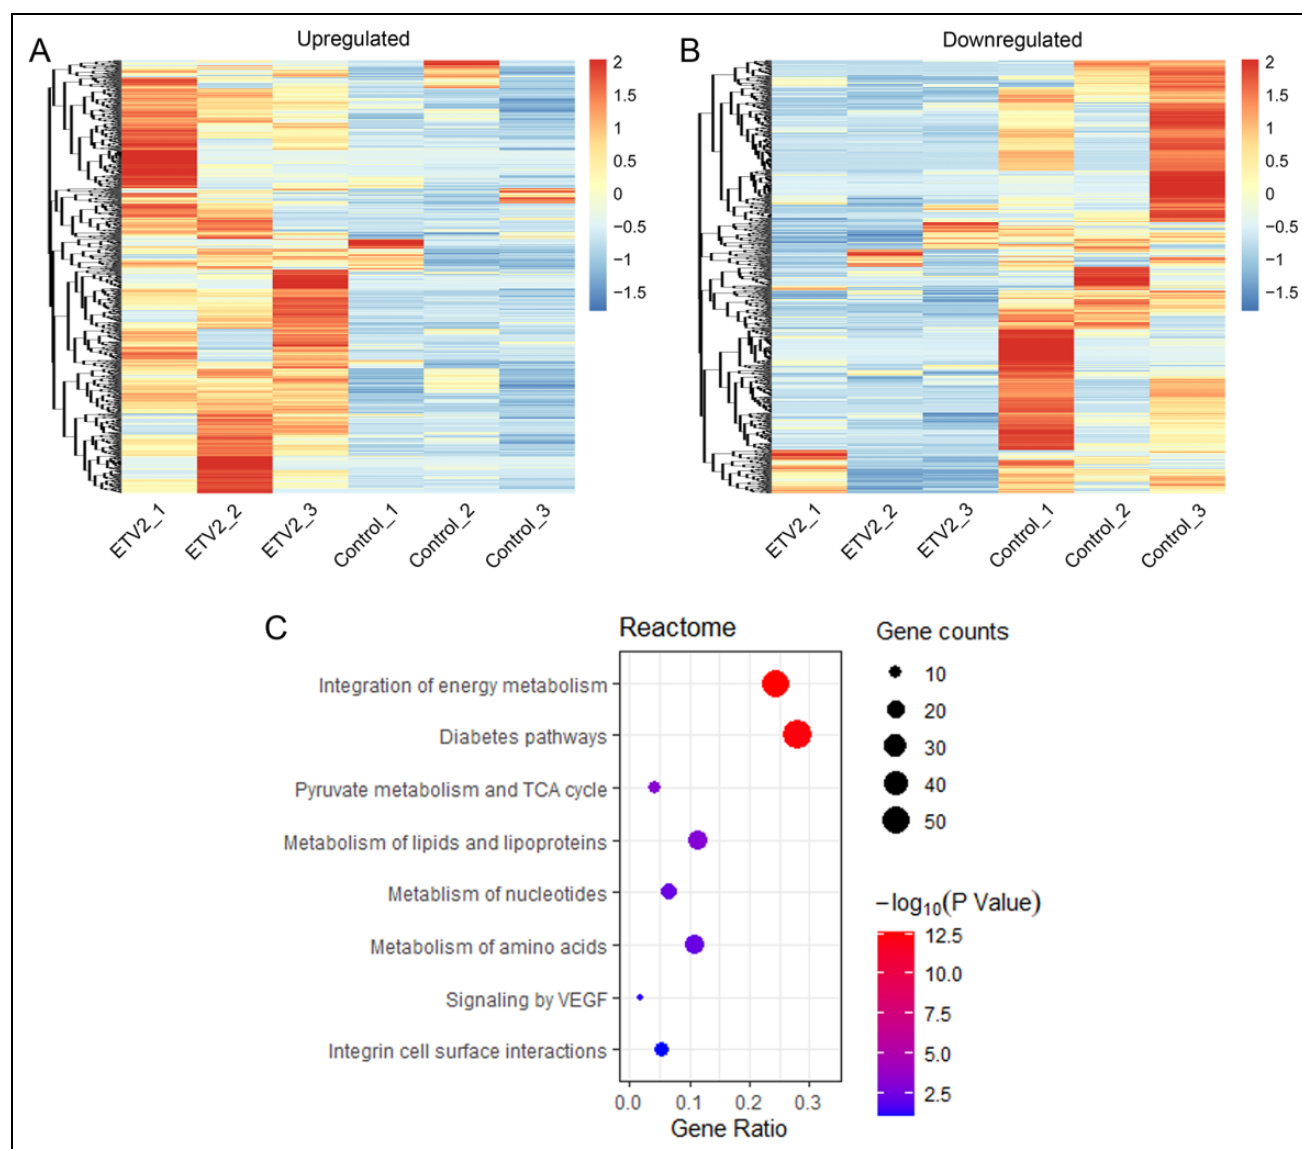 A
Upregulated
2
1.5
1
0.5
0
−0.5
−1
−1.5
ETV2_1
ETV2_2
ETV2_3
Control_1
Control_2
Control_3
B
Downregulated
2
1.5
1
0.5
0
−0.5
−1
−1.5
ETV2_1
ETV2_2
ETV2_3
Control_1
Control_2
Control_3
C
Reactome
Integration of energy metabolism
Diabetes pathways
Pyruvate metabolism and TCA cycle
Metabolism of lipids and lipoproteins
Metablism of nucleotides
Metabolism of amino acids
Signaling by VEGF
Integrin cell surface interactions
0.0 0.1 0.2 0.3
Gene Ratio
Gene counts
10
20
30
40
50
−log₁₀(P Value)
12.5
10.0
7.5
5.0
2.5